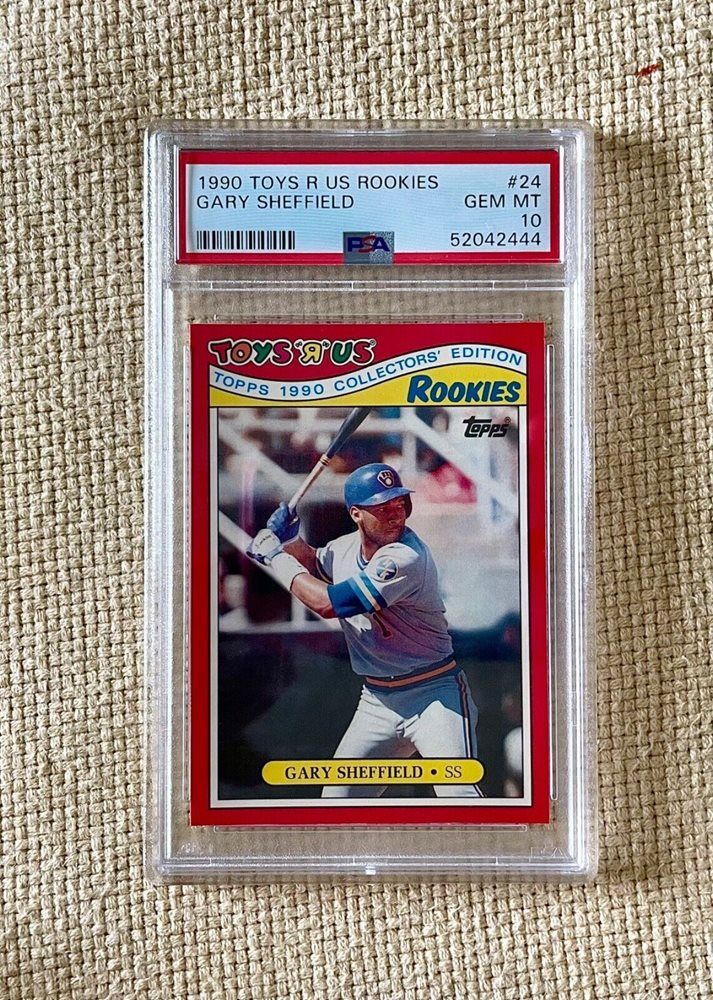 1990 TOYS R US ROOKIES #24
GARY SHEFFIELD GEM MT
10
PSA 52042444
TOYS "R" US
TOPPS 1990 COLLECTORS' EDITION
ROOKIES
topps®
1
GARY SHEFFIELD • SS